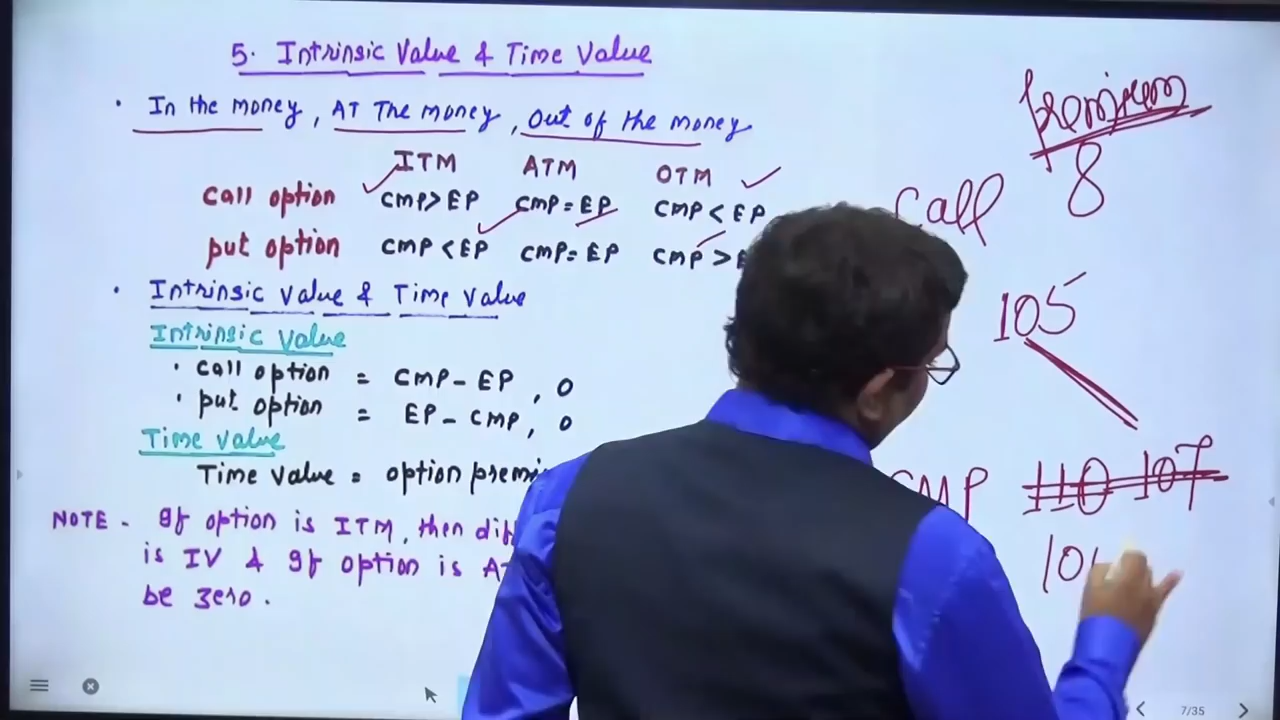 5. Intrinsic Value & Time Value
• In the money, AT The money, Out of the money
ITM ATM OTM
call option CMP>EP CMP=EP CMP<EP
put option CMP<EP CMP=EP CMP >
• Intrinsic value & Time value
Intrinsic value
• call option = CMP-EP, 0
• put option = EP-CMP, 0
Time value
Time value = option
NOTE - If option is ITM, then
is IV & If option is
be zero.
Premium
8
Call
105
CMP 110 107
7/35